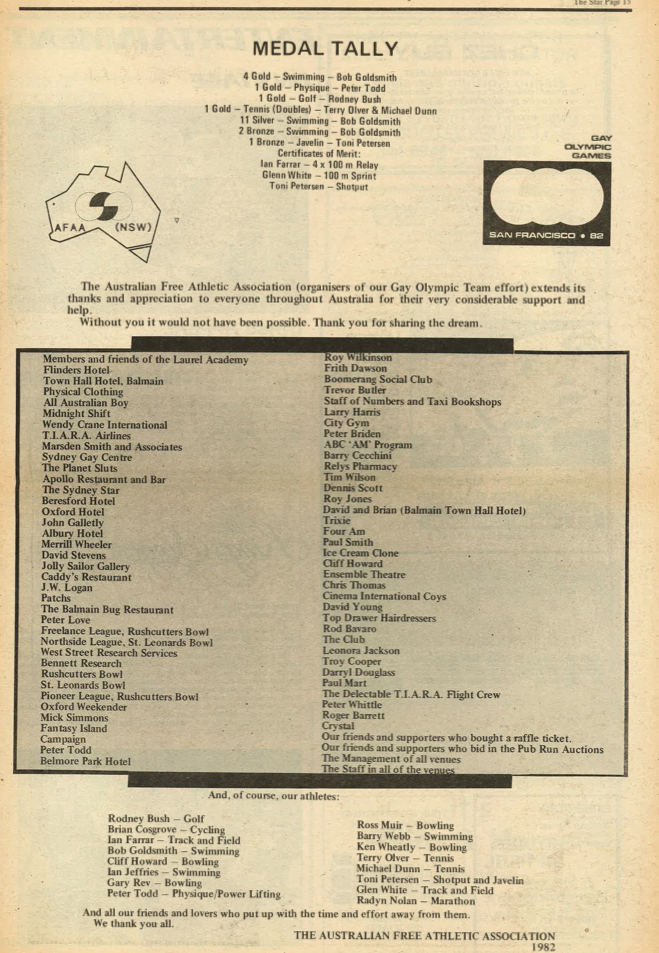 The Star Page 15
MEDAL TALLY
4 Gold – Swimming – Bob Goldsmith
1 Gold – Physique – Peter Todd
1 Gold – Golf – Rodney Bush
1 Gold – Tennis (Doubles) – Terry Olver & Michael Dunn
11 Silver – Swimming – Bob Goldsmith
2 Bronze – Swimming – Bob Goldsmith
1 Bronze – Javelin – Toni Petersen
Certificates of Merit:
Ian Farrar – 4 x 100 m Relay
Glenn White – 100 m Sprint
Toni Petersen – Shotput
AFAA (NSW)
GAY
OLYMPIC
GAMES
SAN FRANCISCO • 82
The Australian Free Athletic Association (organisers of our Gay Olympic Team effort) extends its
thanks and appreciation to everyone throughout Australia for their very considerable support and
help.
Without you it would not have been possible. Thank you for sharing the dream.
Members and friends of the Laurel Academy
Flinders Hotel
Town Hall Hotel, Balmain
Physical Clothing
All Australian Boy
Midnight Shift
Wendy Crane International
T.I.A.R.A. Airlines
Marsden Smith and Associates
Sydney Gay Centre
The Planet Sluts
Apollo Restaurant and Bar
The Sydney Star
Beresford Hotel
Oxford Hotel
John Galletly
Albury Hotel
Merrill Wheeler
David Stevens
Jolly Sailor Gallery
Caddy's Restaurant
J.W. Logan
Patchs
The Balmain Bug Restaurant
Peter Love
Freelance League, Rushcutters Bowl
Northside League, St. Leonards Bowl
West Street Research Services
Bennett Research
Rushcutters Bowl
St. Leonards Bowl
Pioneer League, Rushcutters Bowl
Oxford Weekender
Mick Simmons
Fantasy Island
Campaign
Peter Todd
Belmore Park Hotel
Roy Wilkinson
Frith Dawson
Boomerang Social Club
Trevor Butler
Staff of Numbers and Taxi Bookshops
Larry Harris
City Gym
Peter Briden
ABC 'AM' Program
Barry Cecchini
Relys Pharmacy
Tim Wilson
Dennis Scott
Roy Jones
David and Brian (Balmain Town Hall Hotel)
Trixie
Four Am
Paul Smith
Ice Cream Clone
Cliff Howard
Ensemble Theatre
Chris Thomas
Cinema International Coys
David Young
Top Drawer Hairdressers
Rod Bavaro
The Club
Leonora Jackson
Troy Cooper
Darryl Douglass
Paul Mart
The Delectable T.I.A.R.A. Flight Crew
Peter Whittle
Roger Barrett
Crystal
Our friends and supporters who bought a raffle ticket.
Our friends and supporters who bid in the Pub Run Auctions
The Management of all venues
The Staff in all of the venues
And, of course, our athletes:
Rodney Bush – Golf
Brian Cosgrove – Cycling
Ian Farrar – Track and Field
Bob Goldsmith – Swimming
Cliff Howard – Bowling
Ian Jeffries – Swimming
Gary Rev – Bowling
Peter Todd – Physique/Power Lifting
Ross Muir – Bowling
Barry Webb – Swimming
Ken Wheatly – Bowling
Terry Olver – Tennis
Michael Dunn – Tennis
Toni Petersen – Shotput and Javelin
Glen White – Track and Field
Radyn Nolan – Marathon
And all our friends and lovers who put up with the time and effort away from them.
We thank you all.
THE AUSTRALIAN FREE ATHLETIC ASSOCIATION
1982